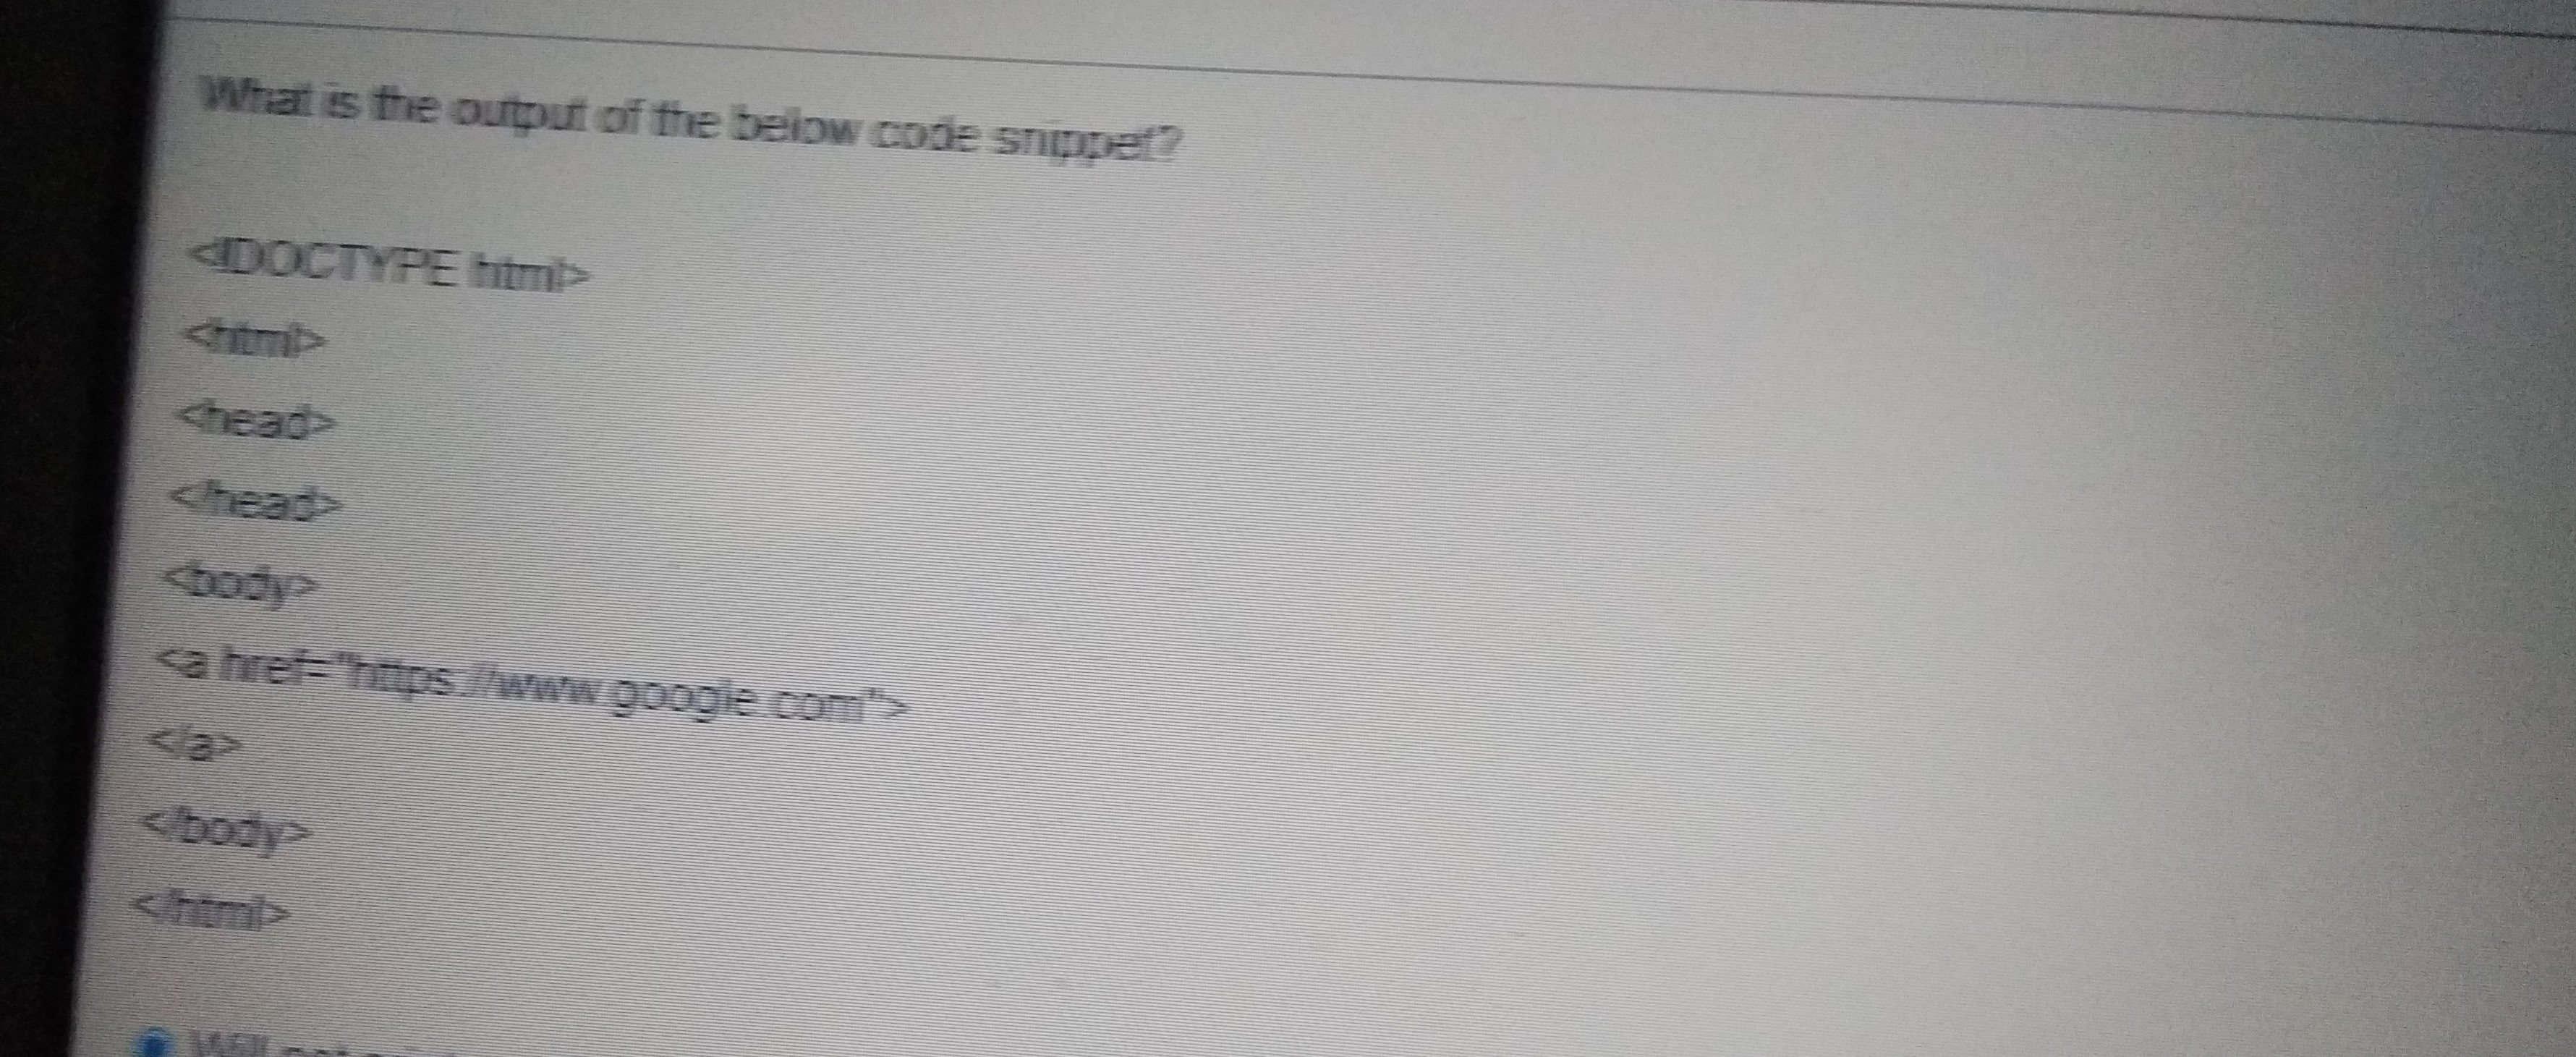 What is the output of the below code snippet?
<!DOCTYPE html>
<html>
<head>
</head>
<body>
<a href="https://www.google.com">
</a>
</body>
</html>
Will not